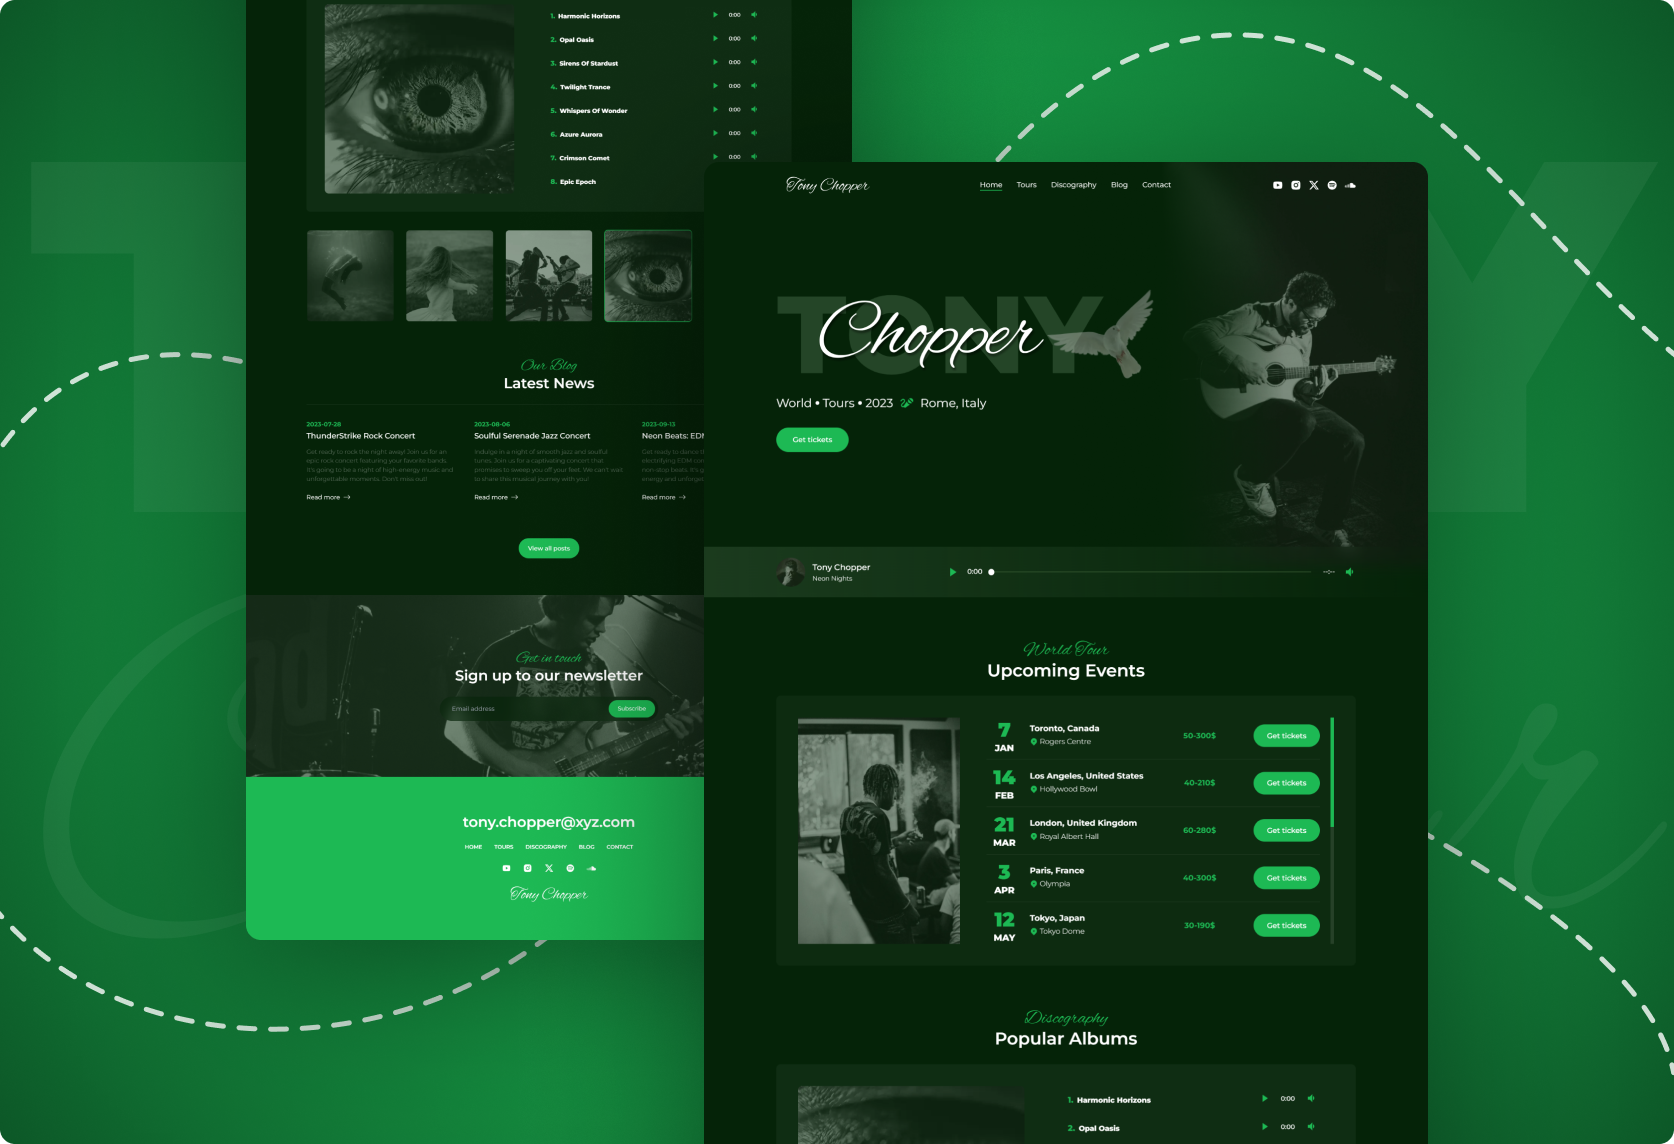 1. Harmonic Horizons 0:00
2. Opal Oasis 0:00
3. Sirens Of Stardust 0:00
4. Twilight Trance 0:00
5. Whispers Of Wonder 0:00
6. Azure Aurora 0:00
7. Crimson Comet 0:00
8. Epic Epoch
Our Blog
Latest News
2023-07-28
ThunderStrike Rock Concert
Get ready to rock the night away! Join us for an
epic rock concert featuring your favorite bands.
It's going to be a night of high-energy music and
unforgettable moments. Don't miss out!
Read more
2023-08-06
Soulful Serenade Jazz Concert
Indulge in a night of smooth jazz and soulful
tunes. Join us for a captivating concert that
promises to sweep you off your feet. We can't wait
to share this musical journey with you!
Read more
2023-09-13
Neon Beats: EDM
Get ready to dance
electrifying EDM
non-stop beats. It's
energy and
Read more
View all posts
Get in touch
Sign up to our newsletter
Email address
Subscribe
tony.chopper@xyz.com
HOME TOURS DISCOGRAPHY BLOG CONTACT
Tony Chopper
Tony Chopper
Home Tours Discography Blog Contact
TONY
Chopper
World • Tours • 2023 Rome, Italy
Get tickets
Tony Chopper
Neon Nights
0:00 --:--
World Tour
Upcoming Events
7 JAN
Toronto, Canada
Rogers Centre
50-300$
Get tickets
14 FEB
Los Angeles, United States
Hollywood Bowl
40-210$
Get tickets
21 MAR
London, United Kingdom
Royal Albert Hall
60-280$
Get tickets
3 APR
Paris, France
Olympia
40-300$
Get tickets
12 MAY
Tokyo, Japan
Tokyo Dome
30-190$
Get tickets
Discography
Popular Albums
1. Harmonic Horizons 0:00
2. Opal Oasis 0:00